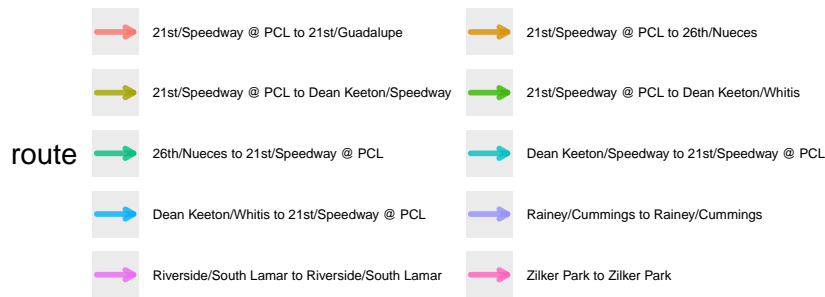 21st/Speedway @ PCL to 21st/Guadalupe
21st/Speedway @ PCL to 26th/Nueces
21st/Speedway @ PCL to Dean Keeton/Speedway
21st/Speedway @ PCL to Dean Keeton/Whitis
route
26th/Nueces to 21st/Speedway @ PCL
Dean Keeton/Speedway to 21st/Speedway @ PCL
Dean Keeton/Whitis to 21st/Speedway @ PCL
Rainey/Cummings to Rainey/Cummings
Riverside/South Lamar to Riverside/South Lamar
Zilker Park to Zilker Park